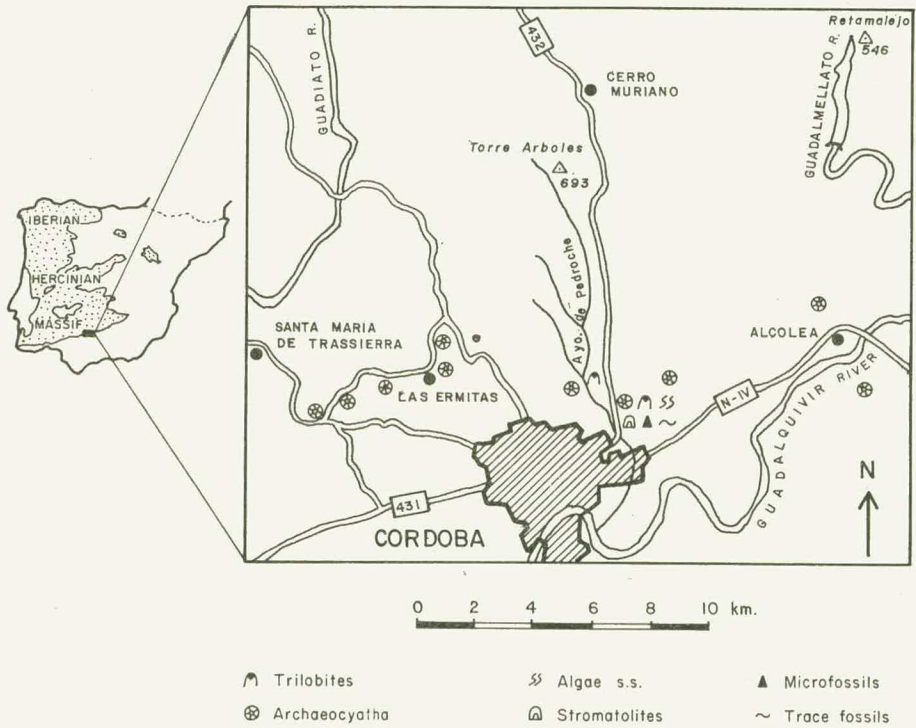 Retamalejo
546
GUADIATO R.
432
CERRO
MURIANO
GUADALMELLATO R.
Torre Arboles
693
IBERIAN
HERCINIAN
MASSIF
Ayo. de Pedroche
SANTA MARIA
DE TRASSIERRA
ALCOLEA
LAS ERMITAS
N-IV
GUADALQUIVIR RIVER
N
431
CORDOBA
0 2 4 6 8 10 km.
Trilobites
Algae s.s.
Microfossils
Archaeocyatha
Stromatolites
Trace fossils